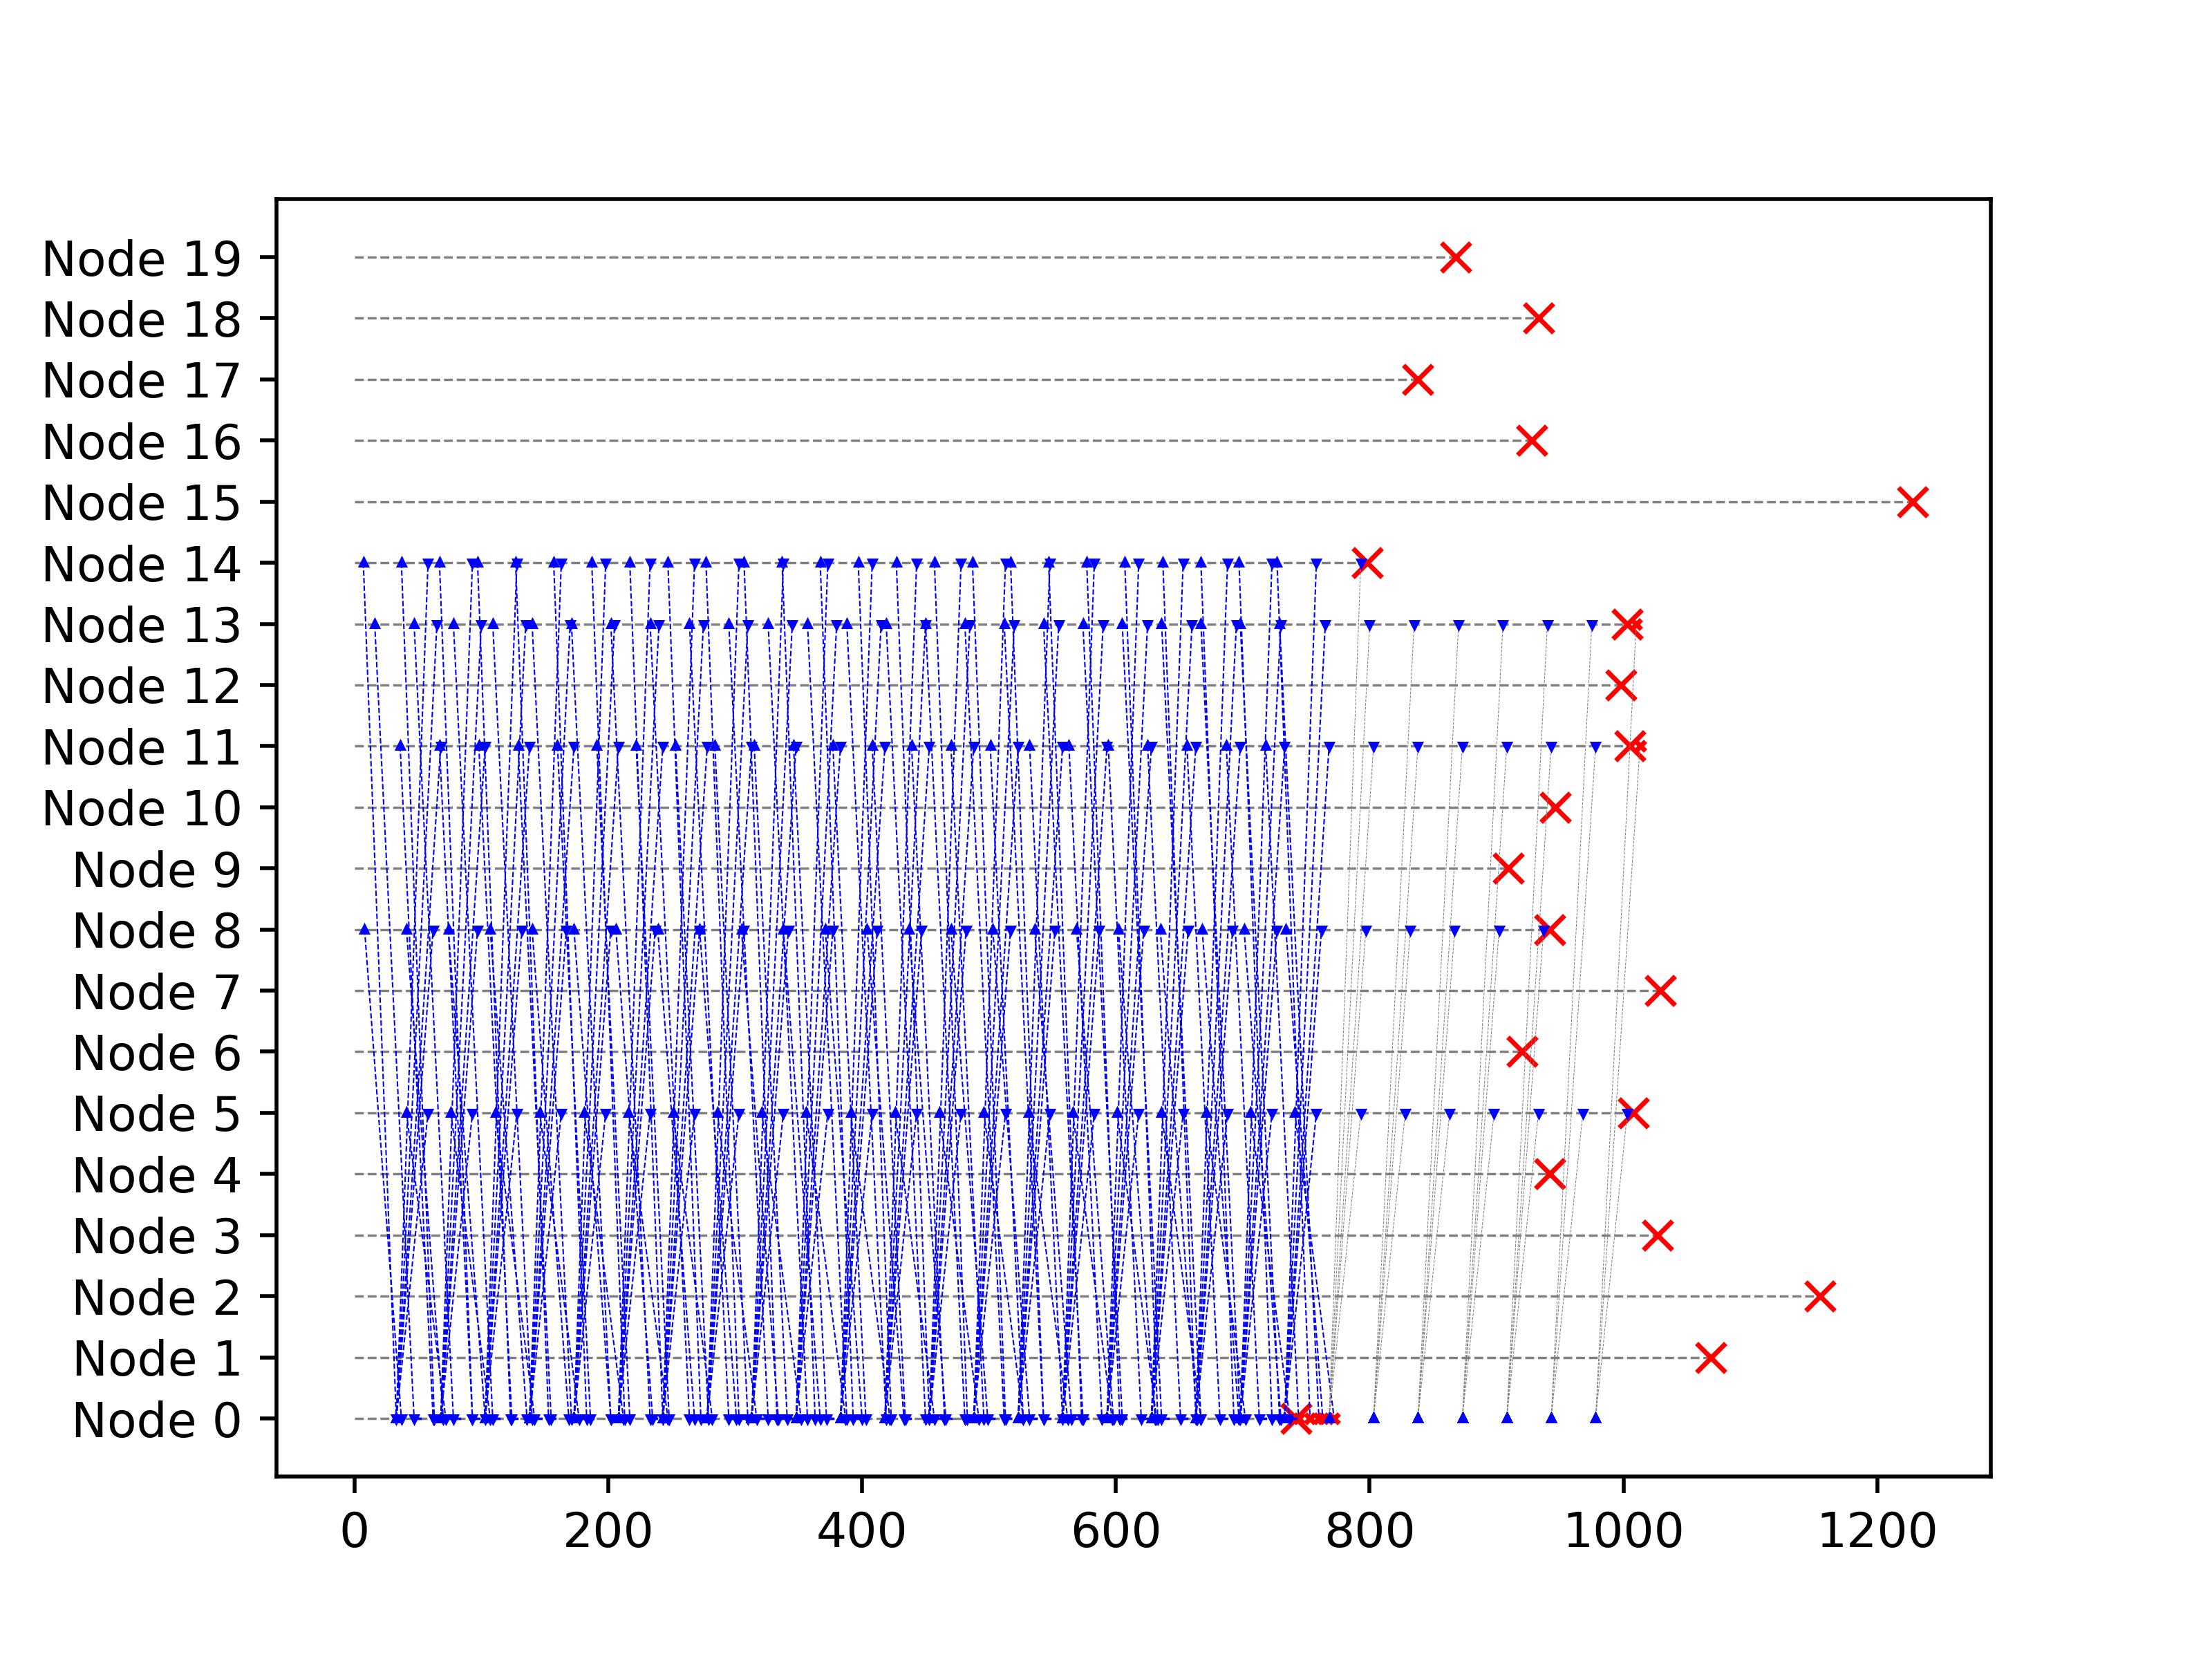 Node 19
Node 18
Node 17
Node 16
Node 15
Node 14
Node 13
Node 12
Node 11
Node 10
Node 9
Node 8
Node 7
Node 6
Node 5
Node 4
Node 3
Node 2
Node 1
Node 0
0 200 400 600 800 1000 1200